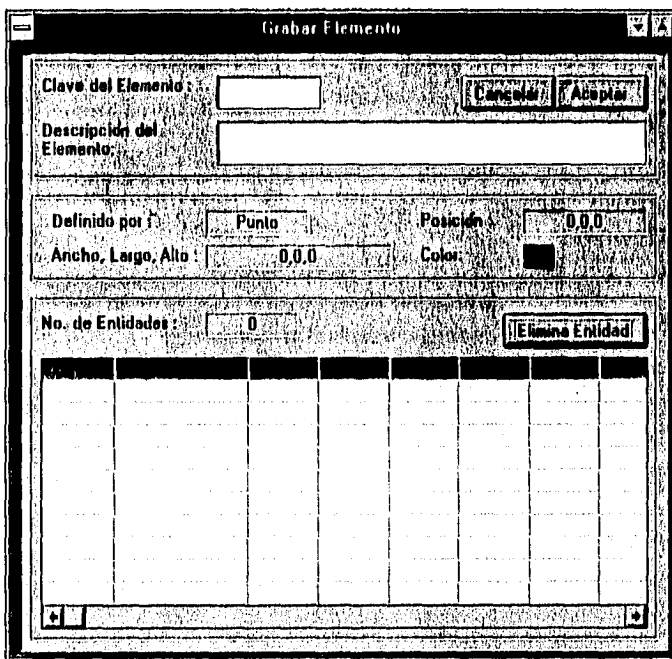 Grabar Elemento
Clave del Elemento :
Cancelar Aceptar
Descripción del
Elemento:
Definido por : Punto Posición : 0,0,0
Ancho, Largo, Alto : 0,0,0 Color:
No. de Entidades : 0
Elimina Entidad